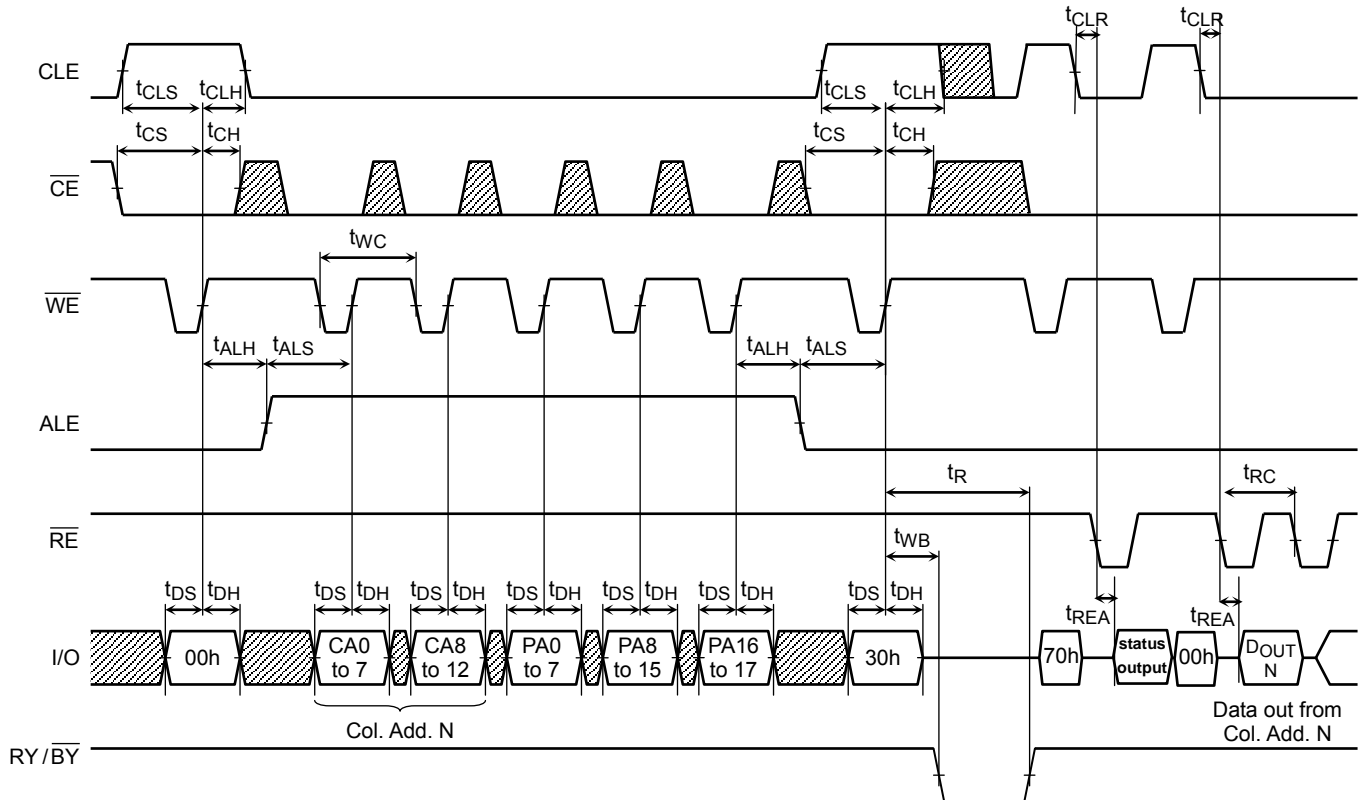 tCLR tCLR
CLE
tCLS tCLH tCLS tCLH
tCS tCH tCS tCH
CE
tWC
WE
tALH tALS tALH tALS
ALE
tR tRC
RE
tWB
tDS tDH tDS tDH tDS tDH tDS tDH tDS tDH tDS tDH tDS tDH
tREA tREA
I/O
00h
CA0 to 7
CA8 to 12
PA0 to 7
PA8 to 15
PA16 to 17
30h
70h
status output
00h
DOUT N
Col. Add. N
Data out from
Col. Add. N
RY/BY